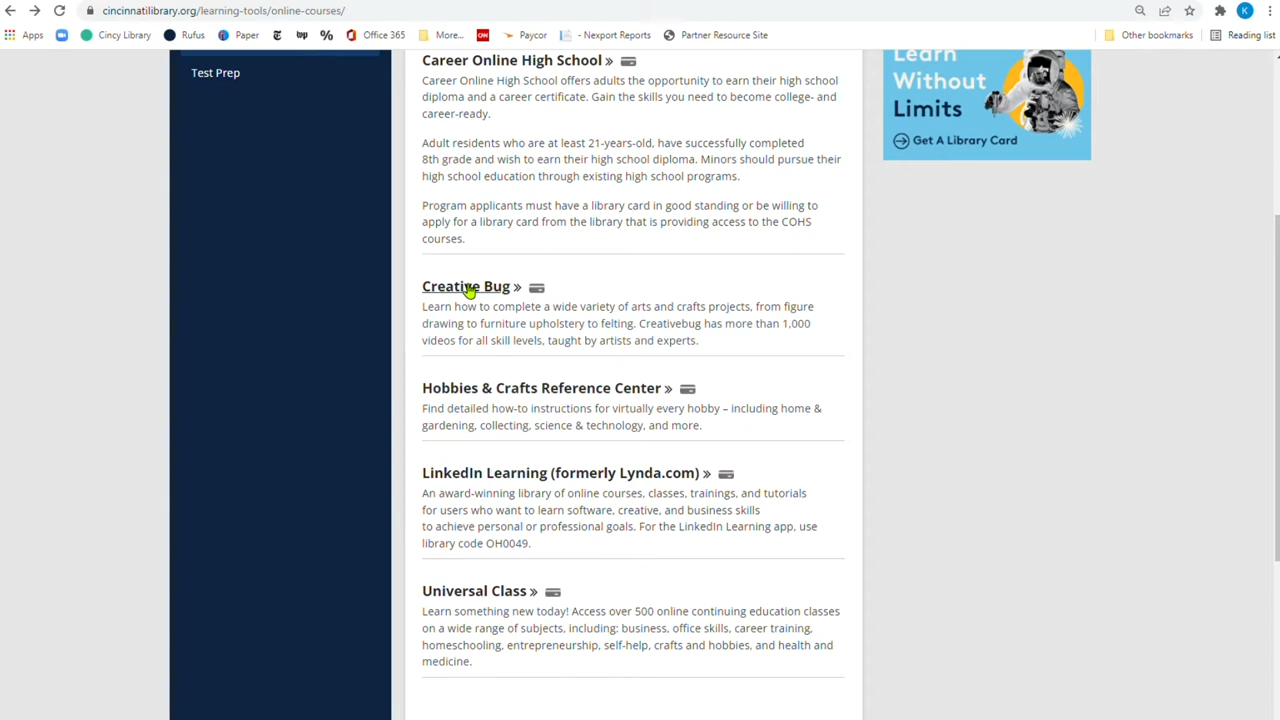 cincinnatilibrary.org/learning-tools/online-courses/
K
Apps
Cincy Library
Rufus
Paper
Office 365
More...
Paycor
- Nexport Reports
Partner Resource Site
Other bookmarks
Reading list
Test Prep
Career Online High School »
Career Online High School offers adults the opportunity to earn their high school
diploma and a career certificate. Gain the skills you need to become college- and
career-ready.
Adult residents who are at least 21-years-old, have successfully completed
8th grade and wish to earn their high school diploma. Minors should pursue their
high school education through existing high school programs.
Program applicants must have a library card in good standing or be willing to
apply for a library card from the library that is providing access to the COHS
courses.
Creative Bug »
Learn how to complete a wide variety of arts and crafts projects, from figure
drawing to furniture upholstery to felting. Creativebug has more than 1,000
videos for all skill levels, taught by artists and experts.
Hobbies & Crafts Reference Center »
Find detailed how-to instructions for virtually every hobby – including home &
gardening, collecting, science & technology, and more.
LinkedIn Learning (formerly Lynda.com) »
An award-winning library of online courses, classes, trainings, and tutorials
for users who want to learn software, creative, and business skills
to achieve personal or professional goals. For the LinkedIn Learning app, use
library code OH0049.
Universal Class »
Learn something new today! Access over 500 online continuing education classes
on a wide range of subjects, including: business, office skills, career training,
homeschooling, entrepreneurship, self-help, crafts and hobbies, and health and
medicine.
Learn
Without
Limits
Get A Library Card